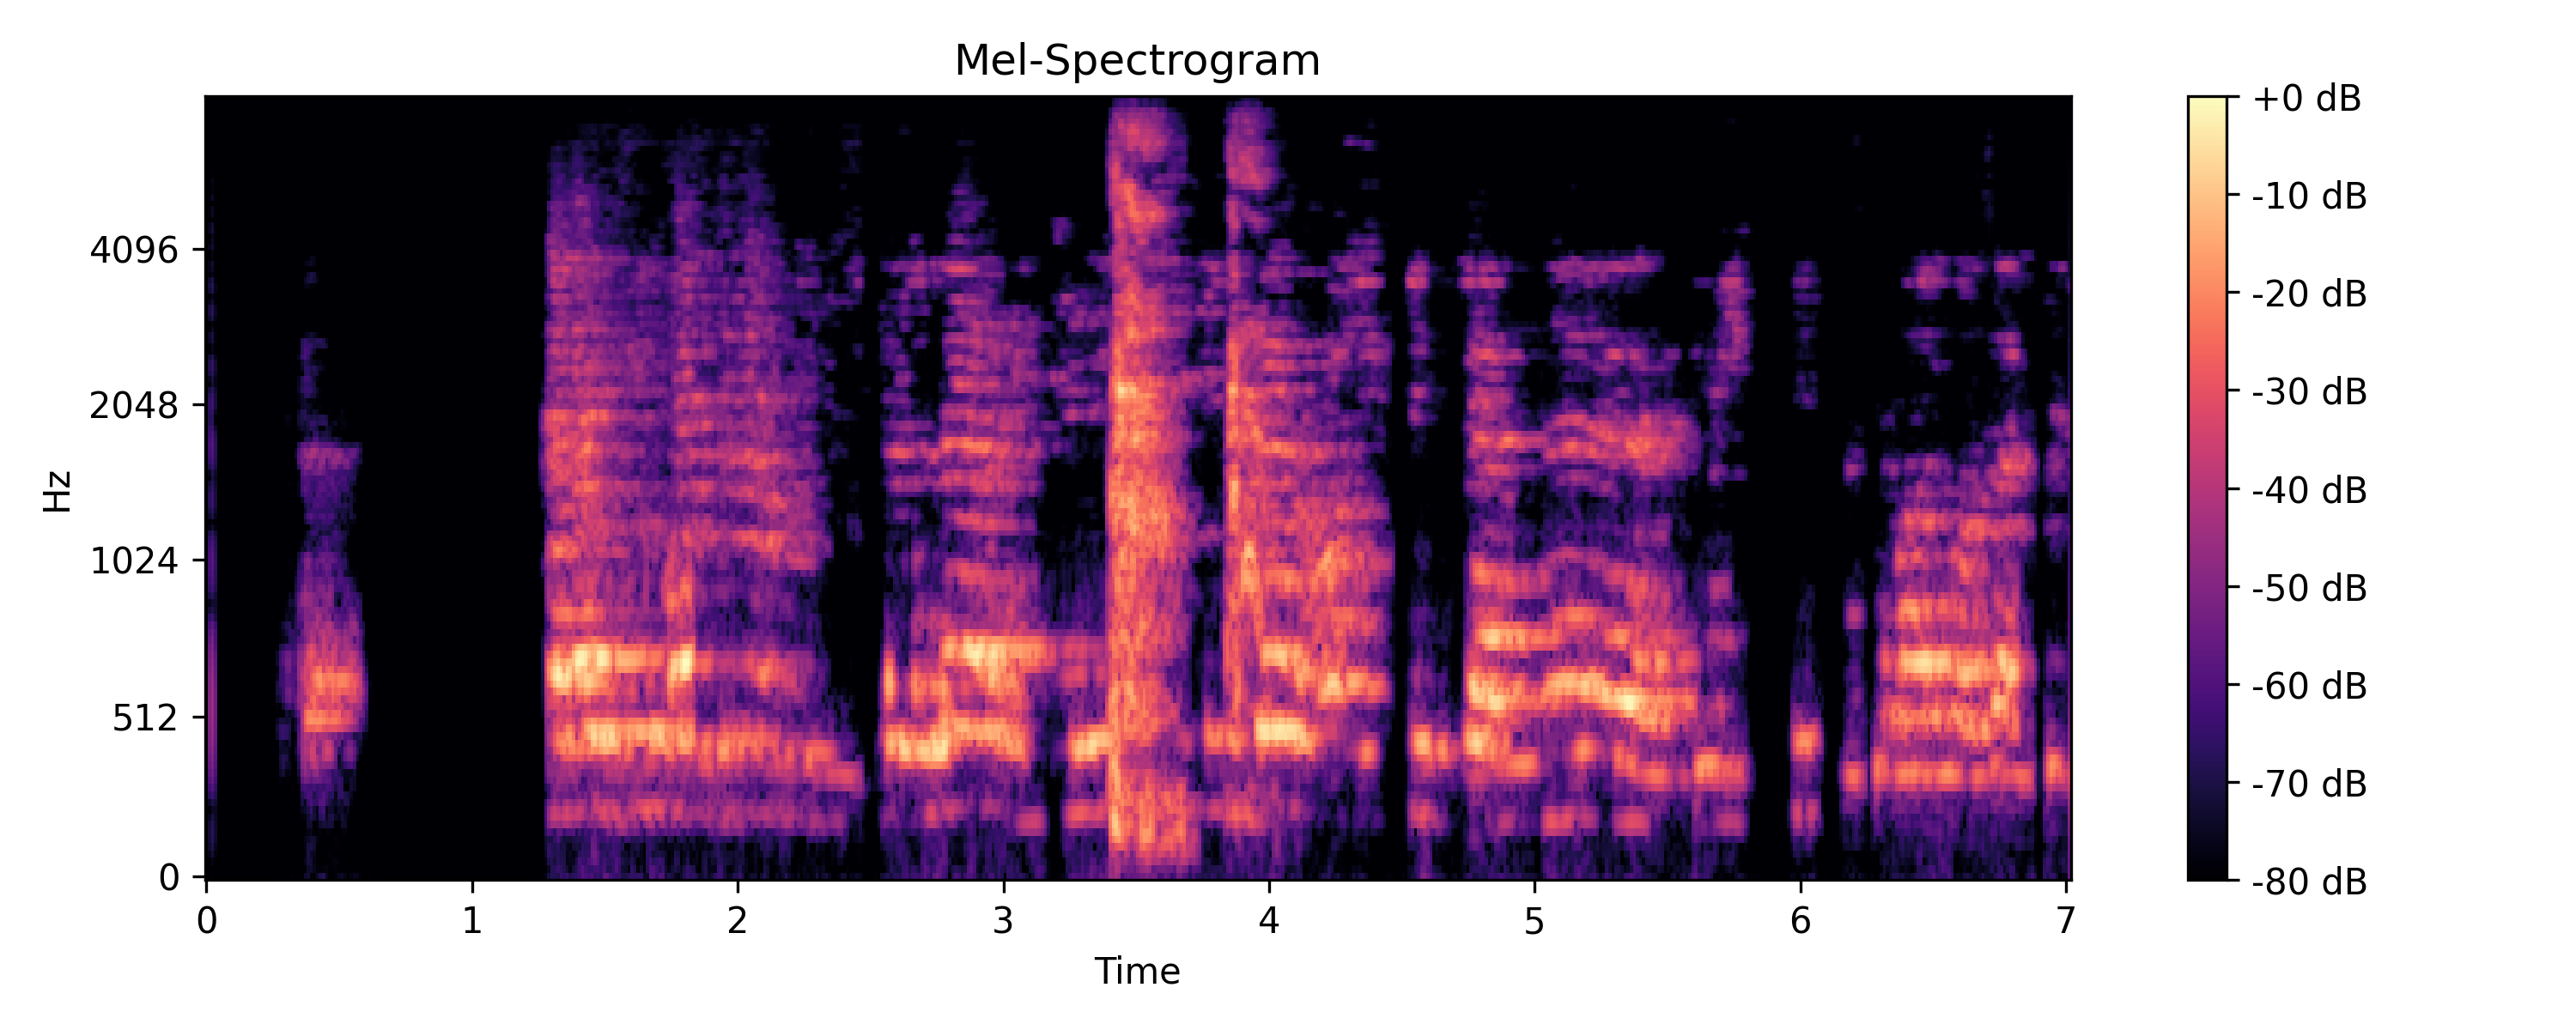 Mel-Spectrogram
+0 dB
-10 dB
-20 dB
-30 dB
-40 dB
-50 dB
-60 dB
-70 dB
-80 dB
Hz
4096
2048
1024
512
0
0 1 2 3 4 5 6 7
Time